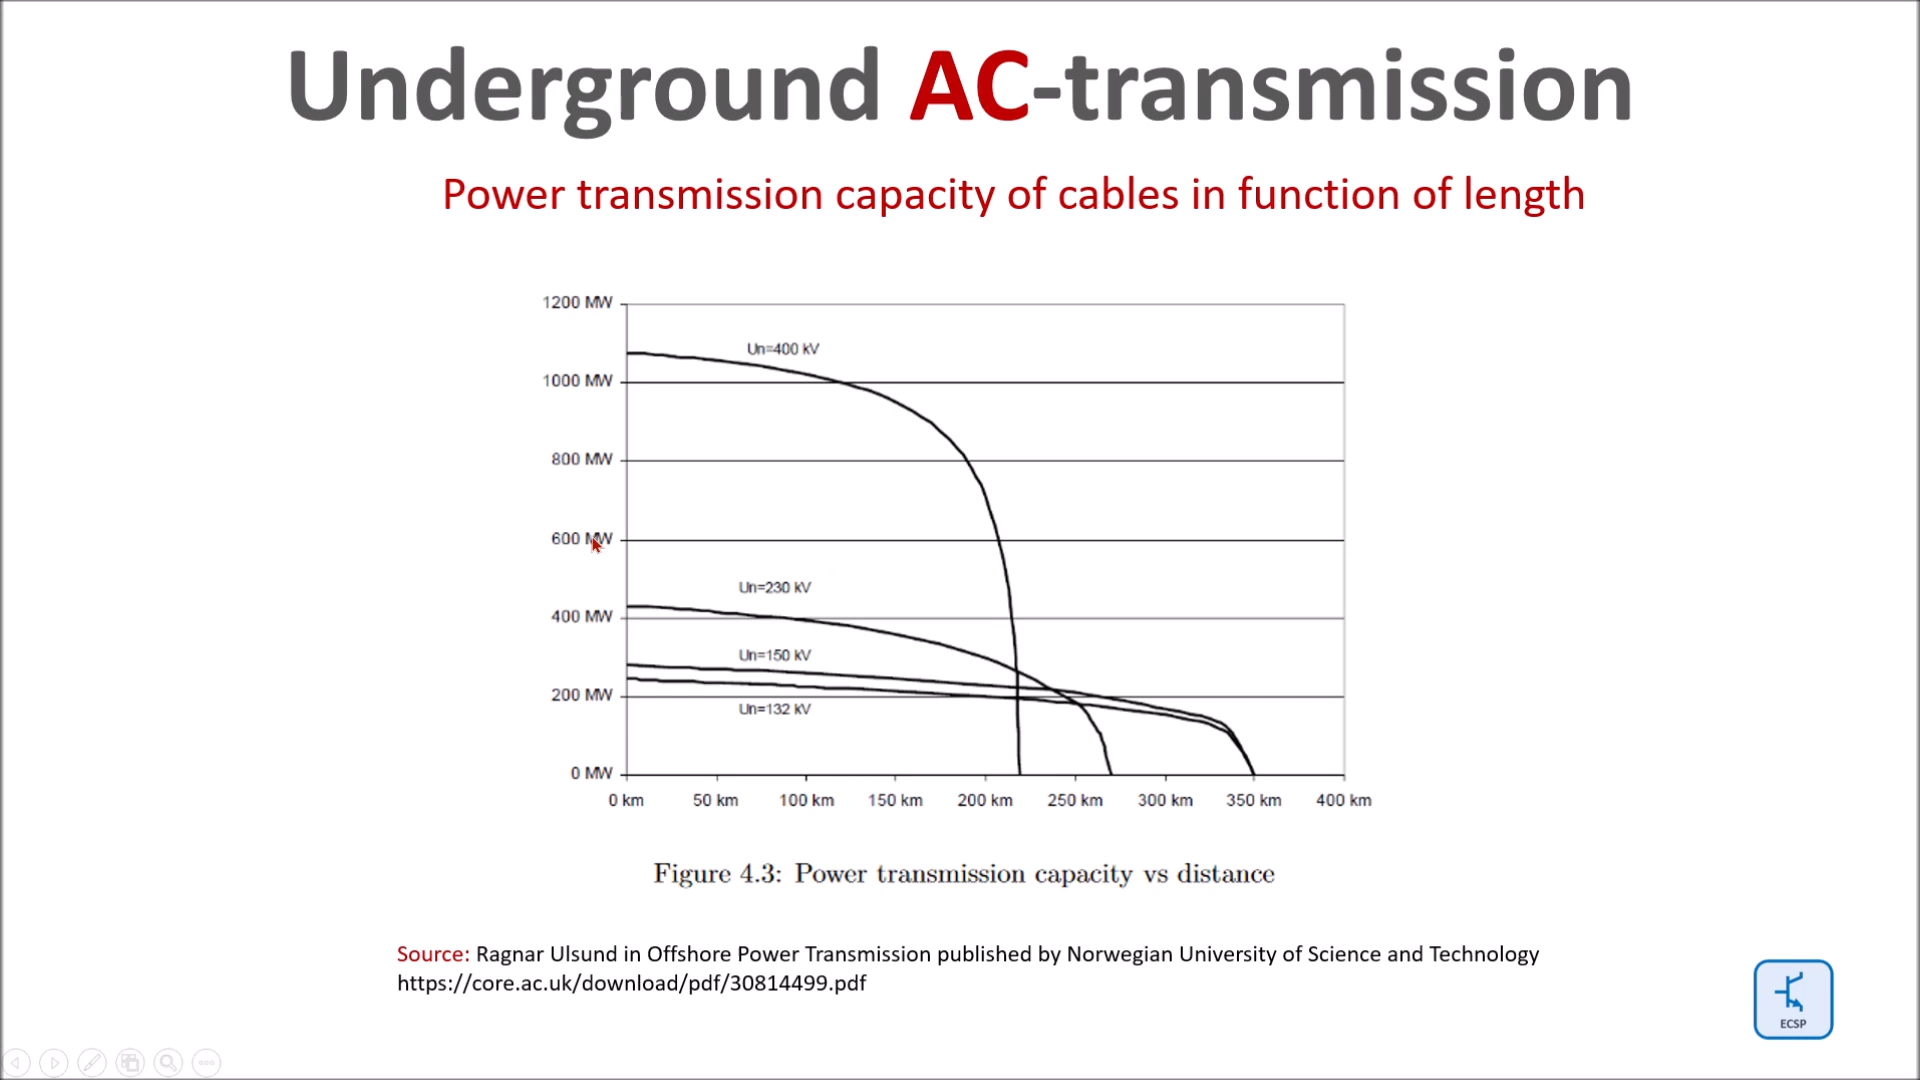 Underground AC-transmission
Power transmission capacity of cables in function of length
1200 MW
Un=400 kV
1000 MW
800 MW
600 MW
Un=230 kV
400 MW
Un=150 kV
200 MW
Un=132 kV
0 MW
0 km 50 km 100 km 150 km 200 km 250 km 300 km 350 km 400 km
Figure 4.3: Power transmission capacity vs distance
Source: Ragnar Ulsund in Offshore Power Transmission published by Norwegian University of Science and Technology
https://core.ac.uk/download/pdf/30814499.pdf
ECSP